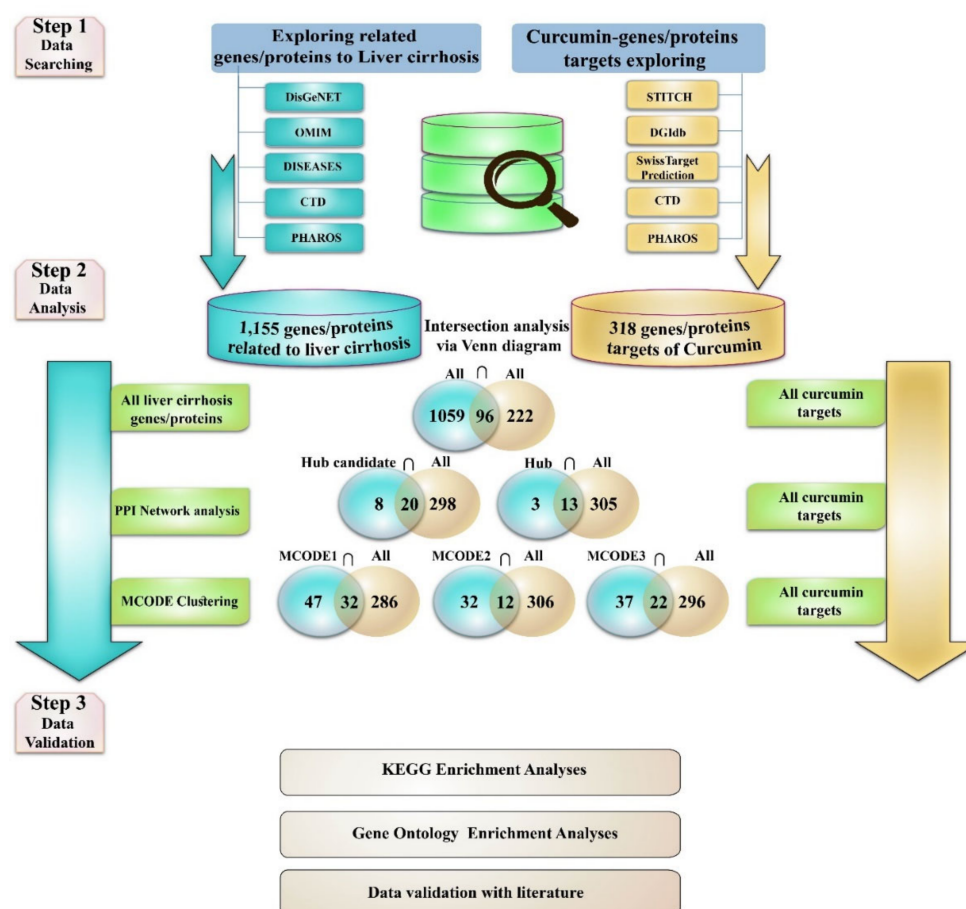 Step 1
Data
Searching
Exploring related
genes/proteins to Liver cirrhosis
DisGeNET
OMIM
DISEASES
CTD
PHAROS
Curcumin-genes/proteins
targets exploring
STITCH
DGIdb
SwissTarget
Prediction
CTD
PHAROS
Step 2
Data
Analysis
1,155 genes/proteins
related to liver cirrhosis
Intersection analysis
via Venn diagram
318 genes/proteins
targets of Curcumin
All liver cirrhosis
genes/proteins
All ∩ All
1059 96 222
All curcumin
targets
PPI Network analysis
Hub candidate ∩ All
8 20 298
Hub ∩ All
3 13 305
All curcumin
targets
MCODE Clustering
MCODE1 ∩ All
47 32 286
MCODE2 ∩ All
32 12 306
MCODE3 ∩ All
37 22 296
All curcumin
targets
Step 3
Data
Validation
KEGG Enrichment Analyses
Gene Ontology Enrichment Analyses
Data validation with literature